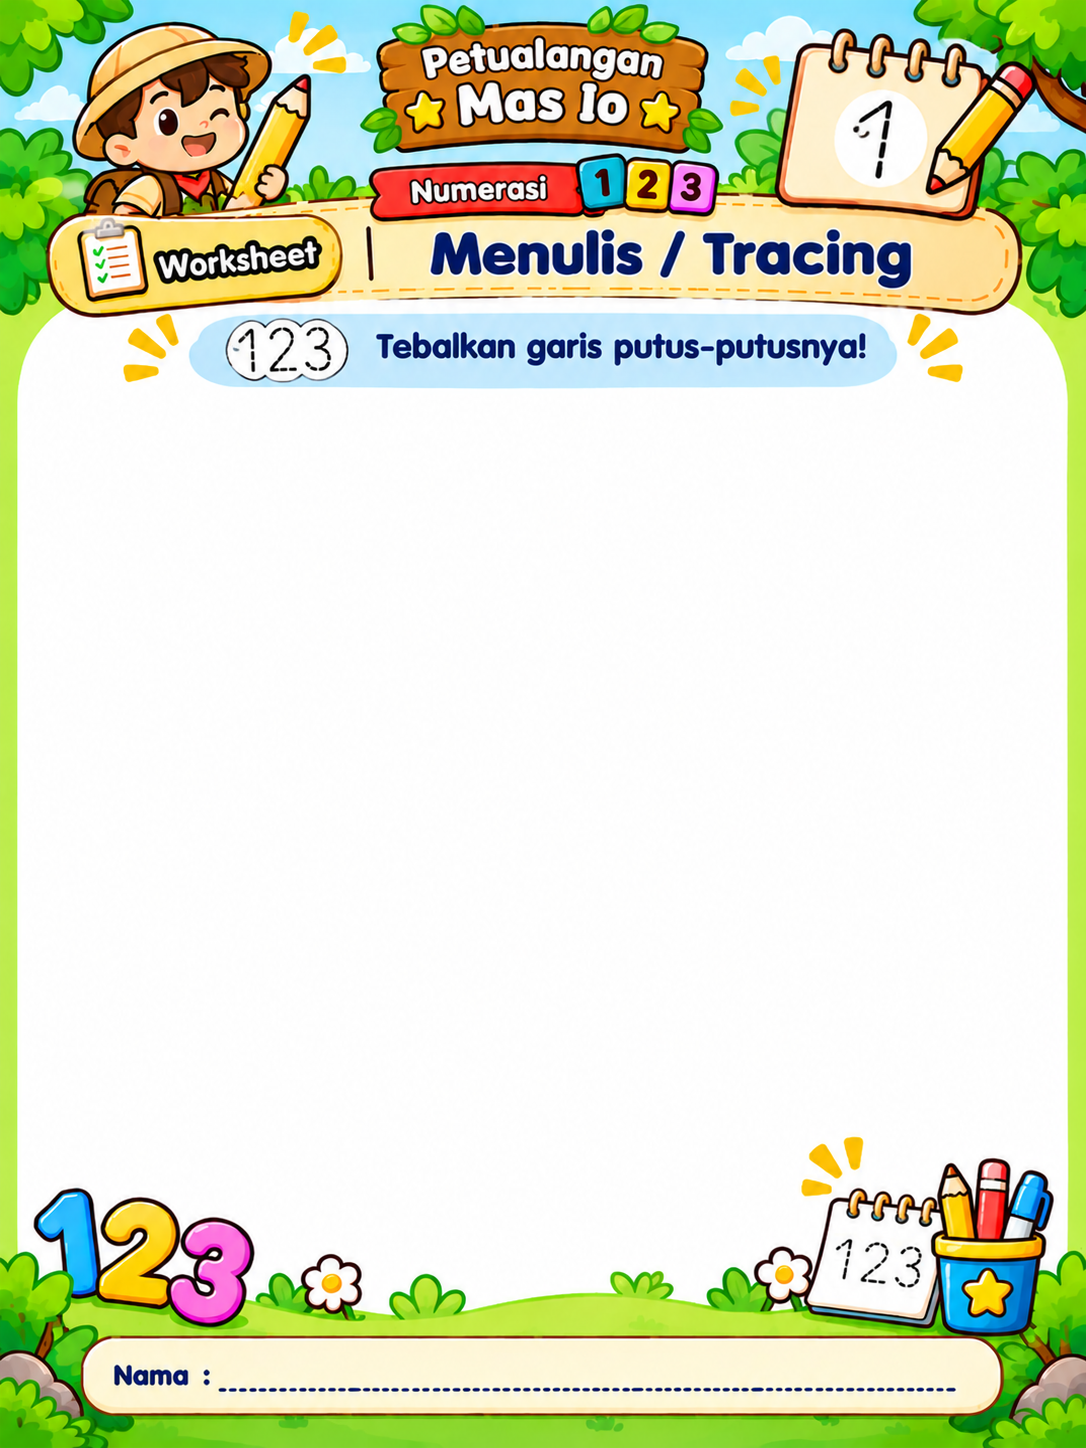 Petualangan
Mas Io
1
Numerasi 1 2 3
Worksheet | Menulis / Tracing
123 Tebalkan garis putus-putusnya!
123
123
Nama :